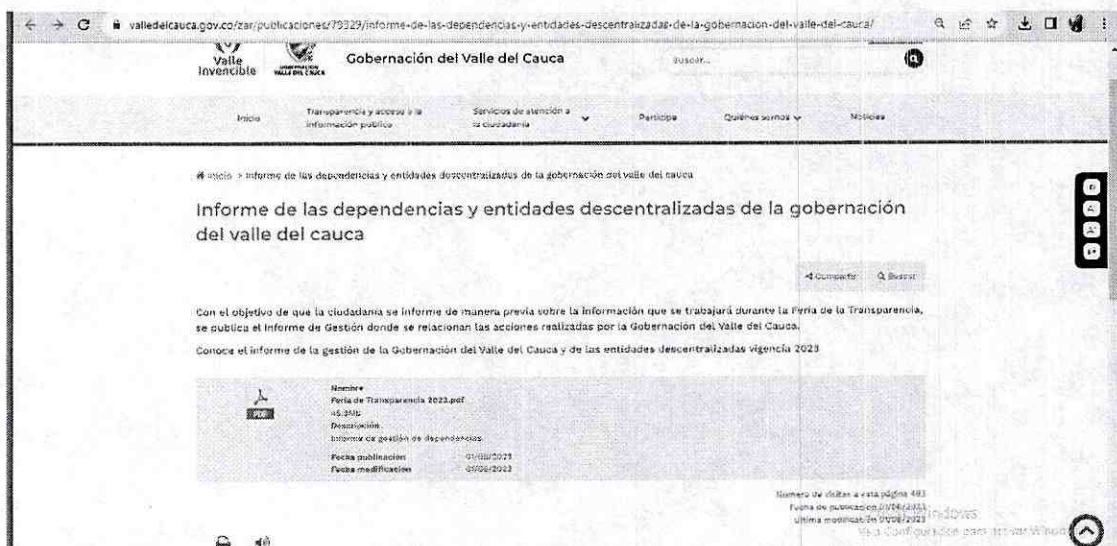 valledelcauca.gov.co/zar/publicaciones/79329/informe-de-las-dependencias-y-entidades-descentralizadas-de-la-gobernacion-del-valle-del-cauca/
Valle
Invencible
GOBERNACIÓN
VALLE DEL CAUCA
Gobernación del Valle del Cauca
Buscar...
Inicio
Transparencia y acceso a la
información pública
Servicios de atención a
la ciudadanía
Participa
Quiénes somos
Noticias
Inicio > Informe de las dependencias y entidades descentralizadas de la gobernación del valle del cauca
Informe de las dependencias y entidades descentralizadas de la gobernación
del valle del cauca
Compartir
Buscar
Con el objetivo de que la ciudadanía se informe de manera previa sobre la información que se trabajará durante la Feria de la Transparencia,
se publica el Informe de Gestión donde se relacionan las acciones realizadas por la Gobernación del Valle del Cauca.
Conoce el informe de la gestión de la Gobernación del Valle del Cauca y de las entidades descentralizadas vigencia 2023
PDF
Nombre
Feria de Transparencia 2023.pdf
Descripción
Informe de gestión de dependencias
Fecha publicación
Fecha modificación
Número de visitas a esta página 483
Fecha de publicación
Última modificación
Windows